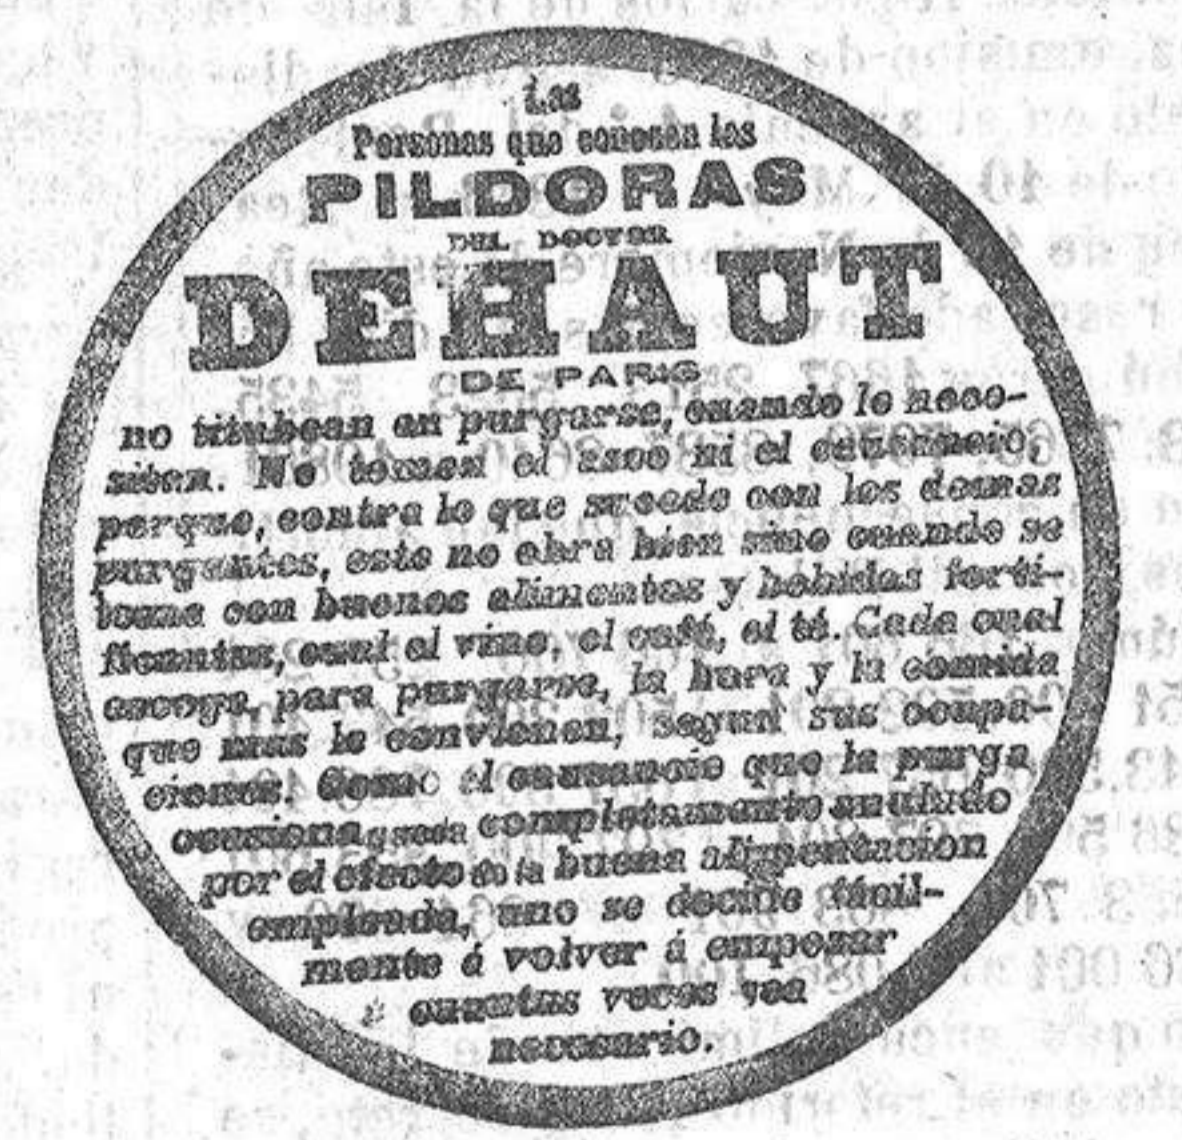 Las
Personas que conocen las
PILDORAS
DEL DOCTOR
DEHAUT
DE PARIS
no titubean en purgarse, cuando lo nece-
sitan. No temen el asco ni el causancio,
porque, contra lo que sucede con los demas
purgantes, este no obra bien sino cuando se
toma con buenos alimentos y bebidas forti-
ficantes, cual el vino, el café, el té. Cada cual
escoge, para purgarse, la hora y la comida
que mas le convienen, segun sus ocupa-
ciones. Como el causancio que la purga
ocasiona queda completamente anulado
por el efecto de la buena alimentacion
empleada, uno se decide fácil-
mente á volver á empezar
cuantas veces sea
necesario.